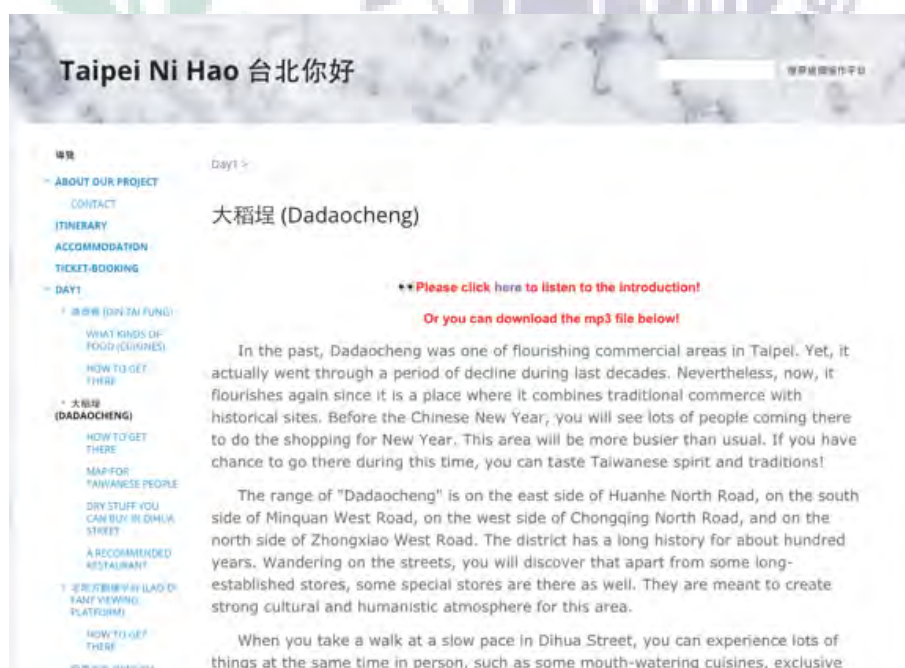 Taipei Ni Hao 台北你好
導覽
ABOUT OUR PROJECT
CONTACT
ITINERARY
ACCOMMODATION
TICKET-BOOKING
DAY1
(DIN TAI FUNG)
WHAT KINDS OF
FOOD (CUISINES)
HOW TO GET
THERE
大稻埕
(DADAOCHENG)
HOW TO GET
THERE
MAP FOR
TAIWANESE PEOPLE
DRY STUFF YOU
CAN BUY IN DIHUA
STREET
A RECOMMENDED
RESTAURANT
(LAO DI
FANT VIEWING
PLATFORM)
HOW TO GET
THERE
Day1 >
大稻埕 (Dadaocheng)
Please click here to listen to the introduction!
Or you can download the mp3 file below!
In the past, Dadaocheng was one of flourishing commercial areas in Taipei. Yet, it
actually went through a period of decline during last decades. Nevertheless, now, it
flourishes again since it is a place where it combines traditional commerce with
historical sites. Before the Chinese New Year, you will see lots of people coming there
to do the shopping for New Year. This area will be more busier than usual. If you have
chance to go there during this time, you can taste Taiwanese spirit and traditions!
The range of "Dadaocheng" is on the east side of Huanhe North Road, on the south
side of Minquan West Road, on the west side of Chongqing North Road, and on the
north side of Zhongxiao West Road. The district has a long history for about hundred
years. Wandering on the streets, you will discover that apart from some long-
established stores, some special stores are there as well. They are meant to create
strong cultural and humanistic atmosphere for this area.
When you take a walk at a slow pace in Dihua Street, you can experience lots of
things at the same time in person, such as some mouth-watering cuisines, exclusive